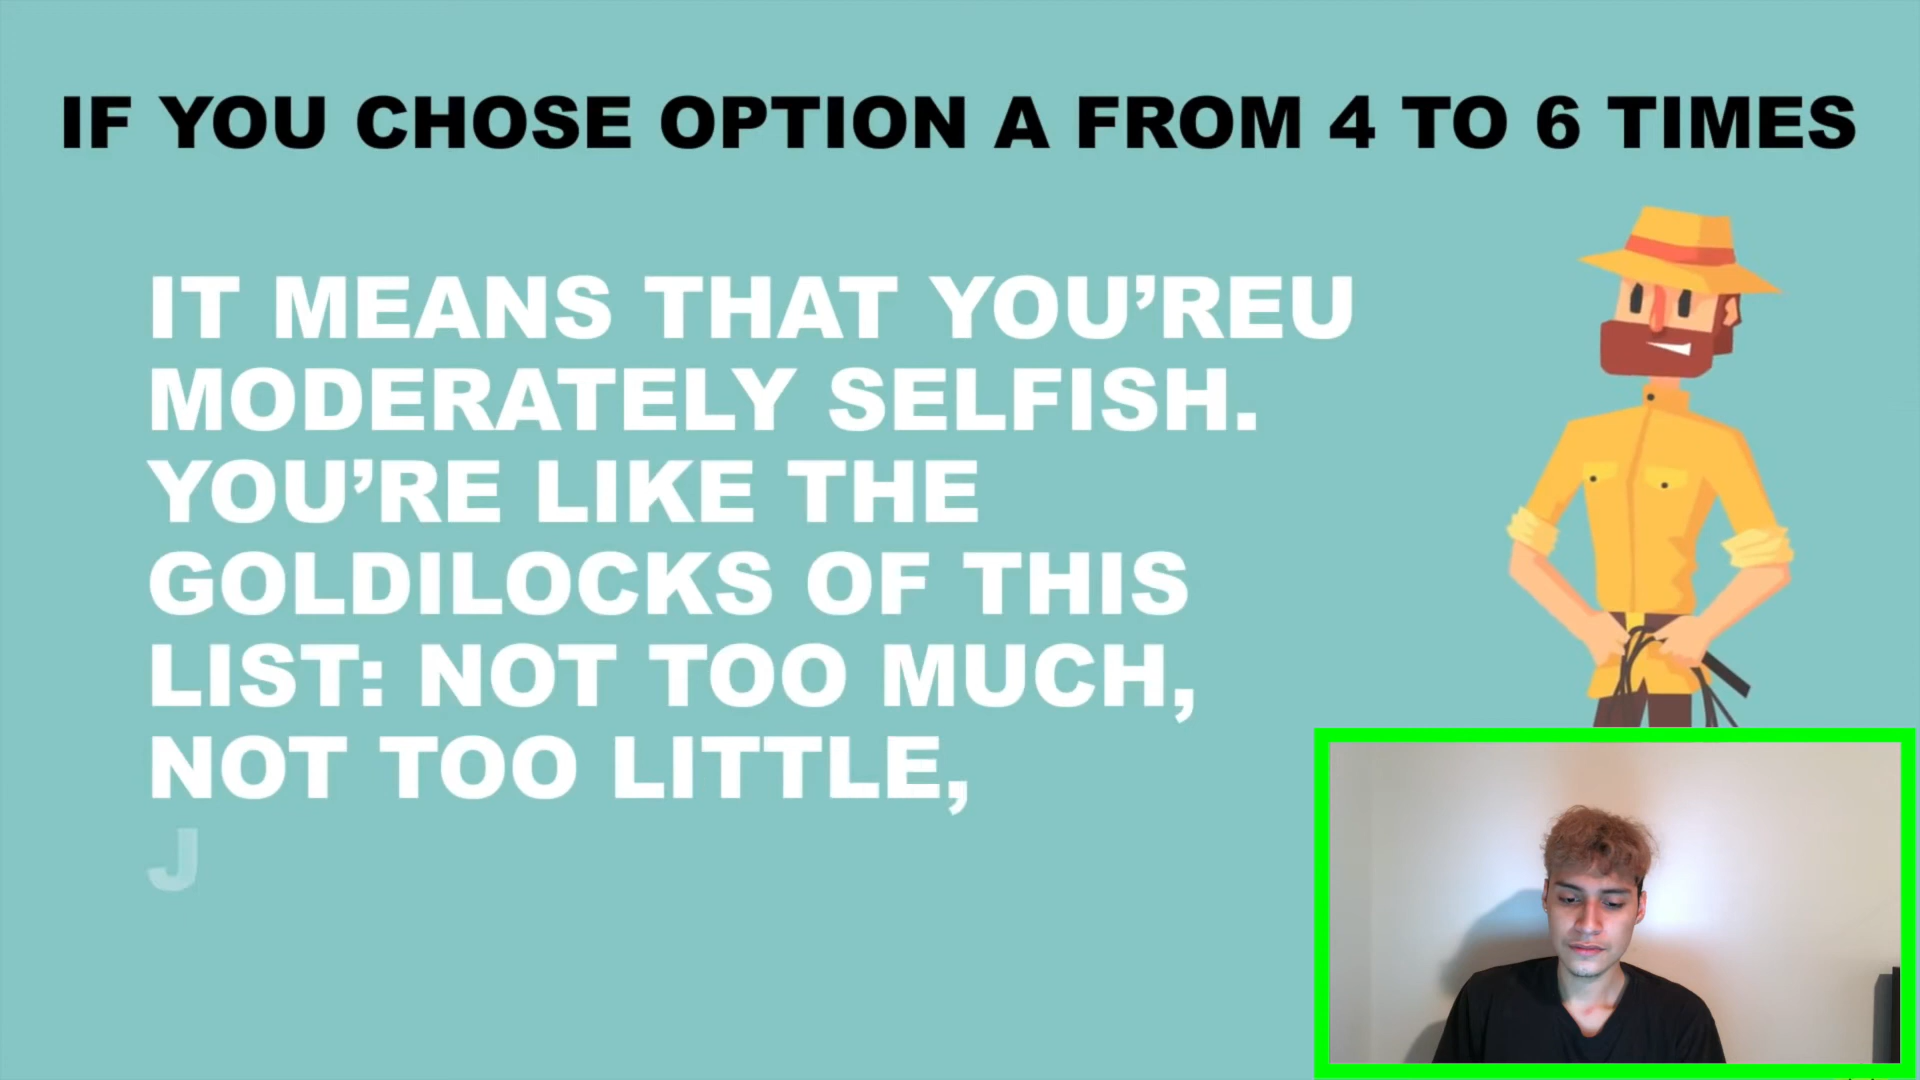 IF YOU CHOSE OPTION A FROM 4 TO 6 TIMES
IT MEANS THAT YOU’REU
MODERATELY SELFISH.
YOU’RE LIKE THE
GOLDILOCKS OF THIS
LIST: NOT TOO MUCH,
NOT TOO LITTLE,
J